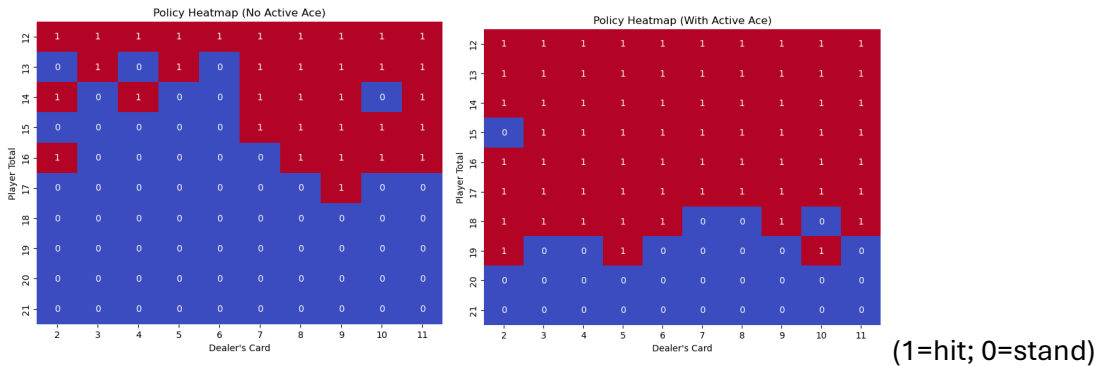 Policy Heatmap (No Active Ace)
12 1 1 1 1 1 1 1 1 1 1
13 0 1 0 1 0 1 1 1 1 1
14 1 0 1 0 0 1 1 1 0 1
15 0 0 0 0 0 1 1 1 1 1
16 1 0 0 0 0 0 1 1 1 1
17 0 0 0 0 0 0 0 1 0 0
18 0 0 0 0 0 0 0 0 0 0
19 0 0 0 0 0 0 0 0 0 0
20 0 0 0 0 0 0 0 0 0 0
21 0 0 0 0 0 0 0 0 0 0
2 3 4 5 6 7 8 9 10 11
Player Total
Dealer's Card
Policy Heatmap (With Active Ace)
12 1 1 1 1 1 1 1 1 1 1
13 1 1 1 1 1 1 1 1 1 1
14 1 1 1 1 1 1 1 1 1 1
15 0 1 1 1 1 1 1 1 1 1
16 1 1 1 1 1 1 1 1 1 1
17 1 1 1 1 1 1 1 1 1 1
18 1 1 1 1 1 0 0 1 0 1
19 1 0 0 1 0 0 0 0 1 0
20 0 0 0 0 0 0 0 0 0 0
21 0 0 0 0 0 0 0 0 0 0
2 3 4 5 6 7 8 9 10 11
Player Total
Dealer's Card
(1=hit; 0=stand)